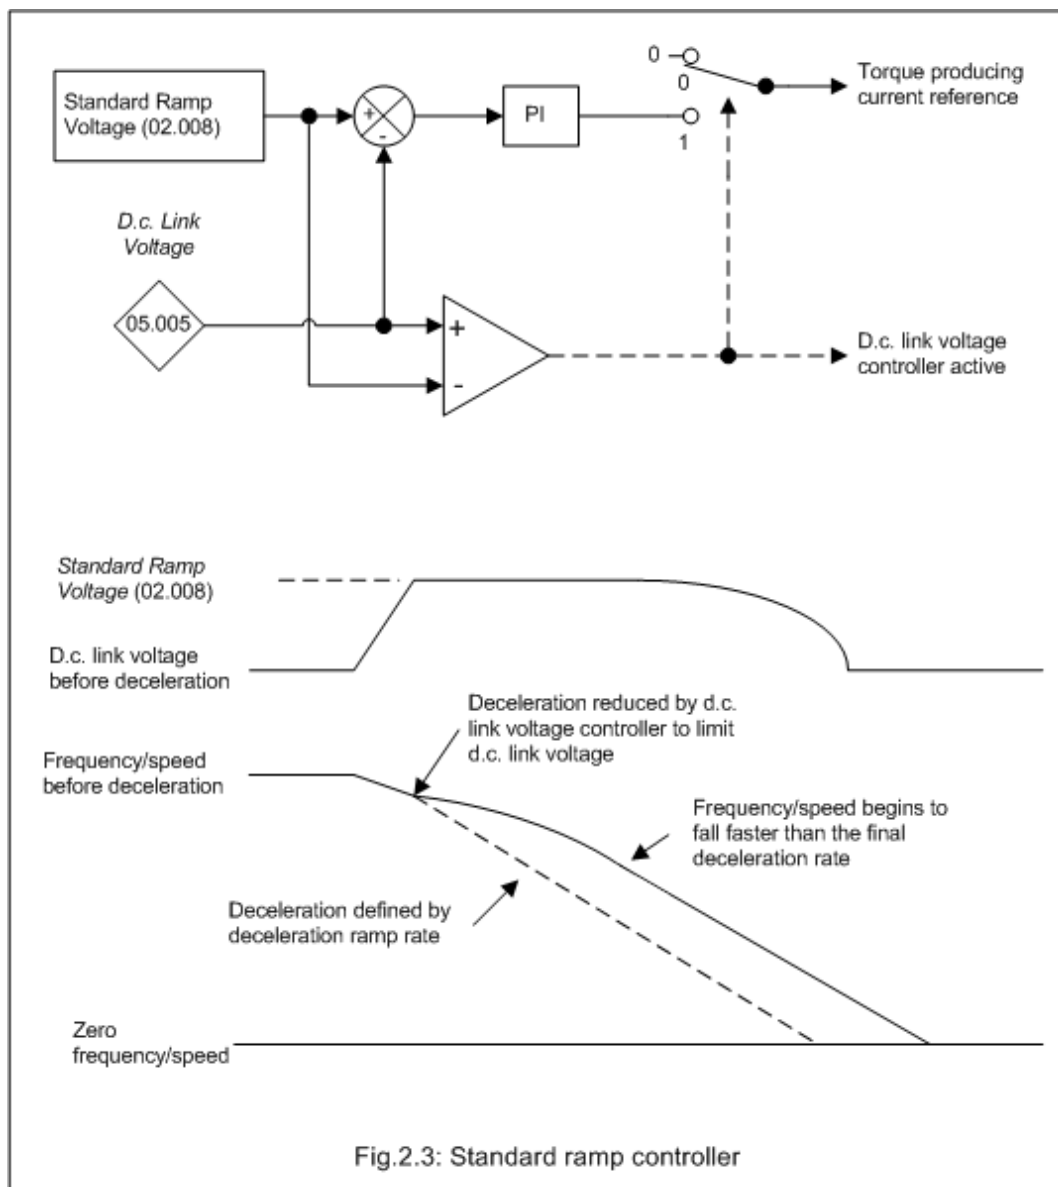 0
0
1
Standard Ramp
Voltage (02.008)
+
-
PI
Torque producing
current reference
D.c. Link
Voltage
05.005
+
-
D.c. link voltage
controller active
Standard Ramp
Voltage (02.008)
D.c. link voltage
before deceleration
Deceleration reduced by d.c.
link voltage controller to limit
d.c. link voltage
Frequency/speed
before deceleration
Frequency/speed begins to
fall faster than the final
deceleration rate
Deceleration defined by
deceleration ramp rate
Zero
frequency/speed
Fig.2.3: Standard ramp controller